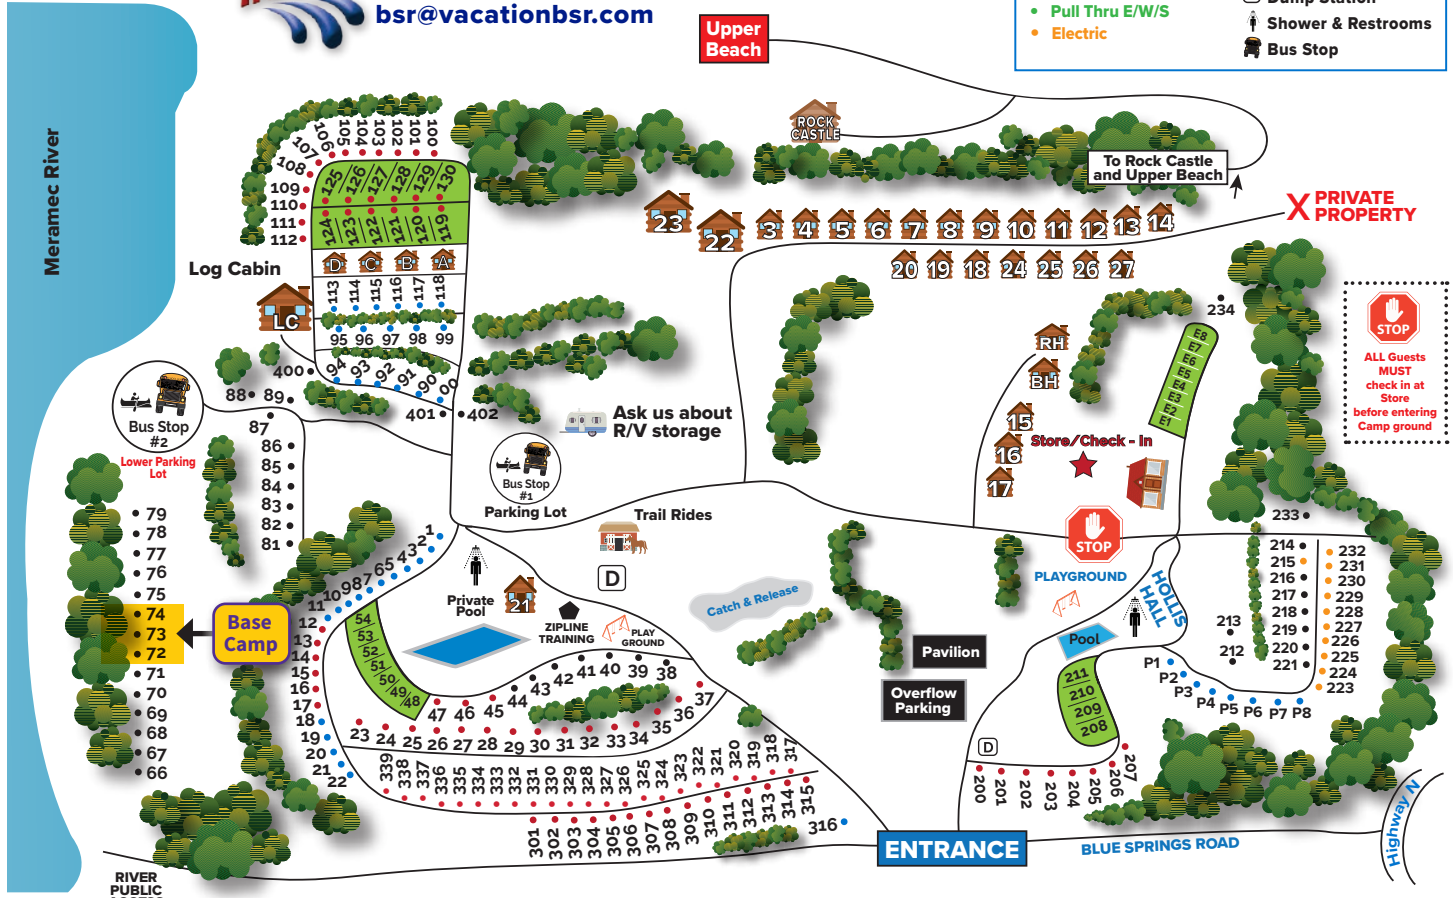 bsr@vacationbsr.com
Upper
Beach
Pull Thru E/W/S
Electric
Dump Station
Shower & Restrooms
Bus Stop
Meramec River
ROCK
CASTLE
To Rock Castle
and Upper Beach
X PRIVATE
PROPERTY
106 105 104 103 102 101 100
107
108
109
110
111
112
125 126 127 128 129 130
124 123 122 121 120 119
D C B A
113 114 115 116 117 118
95 96 97 98 99
94 93 92 91 90 00
Log Cabin
LC
400
401 402
23 22 3 4 5 6 7 8 9 10 11 12 13 14
20 19 18 24 25 26 27
234
RH
BH
15
16
17
E8
E7
E6
E5
E4
E3
E2
E1
Store/Check - In
STOP
ALL Guests
MUST
check in at
Store
before entering
Camp ground
Bus Stop
#2
Lower Parking
Lot
88 89
87
86
85
84
83
82
81
Ask us about
R/V storage
Bus Stop
#1
Parking Lot
Trail Rides
D
79
78
77
76
75
74
73
72
71
70
69
68
67
66
Base
Camp
1
2
3
4
5
6
7
8
9
10
11
12
13
14
15
16
17
18
19
20
21
22
54
53
52
51
50
49
48
Private
Pool
21
ZIPLINE
TRAINING
PLAY
GROUND
Catch & Release
47 46 45 44 43 42 41 40 39 38
37
36
35
23 24 25 26 27 28 29 30 31 32 33 34
339 338 337 336 335 334 333 332 331 330 329 328 327 326 325 324 323 322 321 320 319 318 317
301 302 303 304 305 306 307 308 309 310 311 312 313 314 315
316
Pavilion
Overflow
Parking
STOP
PLAYGROUND
HOLLIS
HALL
Pool
211
210
209
208
D
200 201 202 203 204 205 206 207
P1
P2
P3
P4 P5 P6 P7 P8
213
212
233
214
215
216
217
218
219
220
221
232
231
230
229
228
227
226
225
224
223
ENTRANCE
BLUE SPRINGS ROAD
Highway N
RIVER
PUBLIC